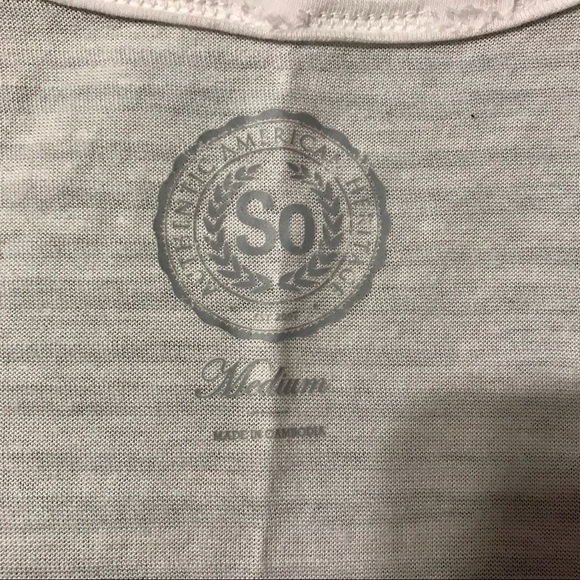 AUTHENTIC AMERICAN HERITAGE
So
Medium
MADE IN CAMBODIA